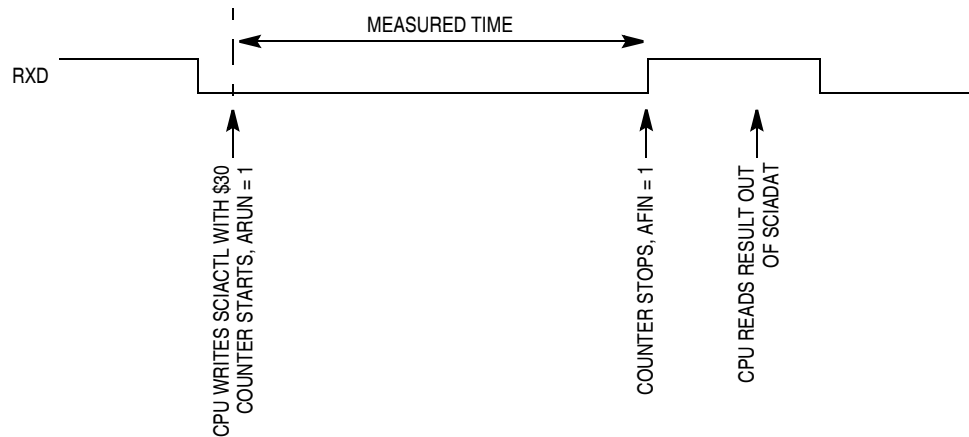 MEASURED TIME
RXD
CPU WRITES SCIACTL WITH $30
COUNTER STARTS, ARUN = 1
COUNTER STOPS, AFIN = 1
CPU READS RESULT OUT
OF SCIADAT